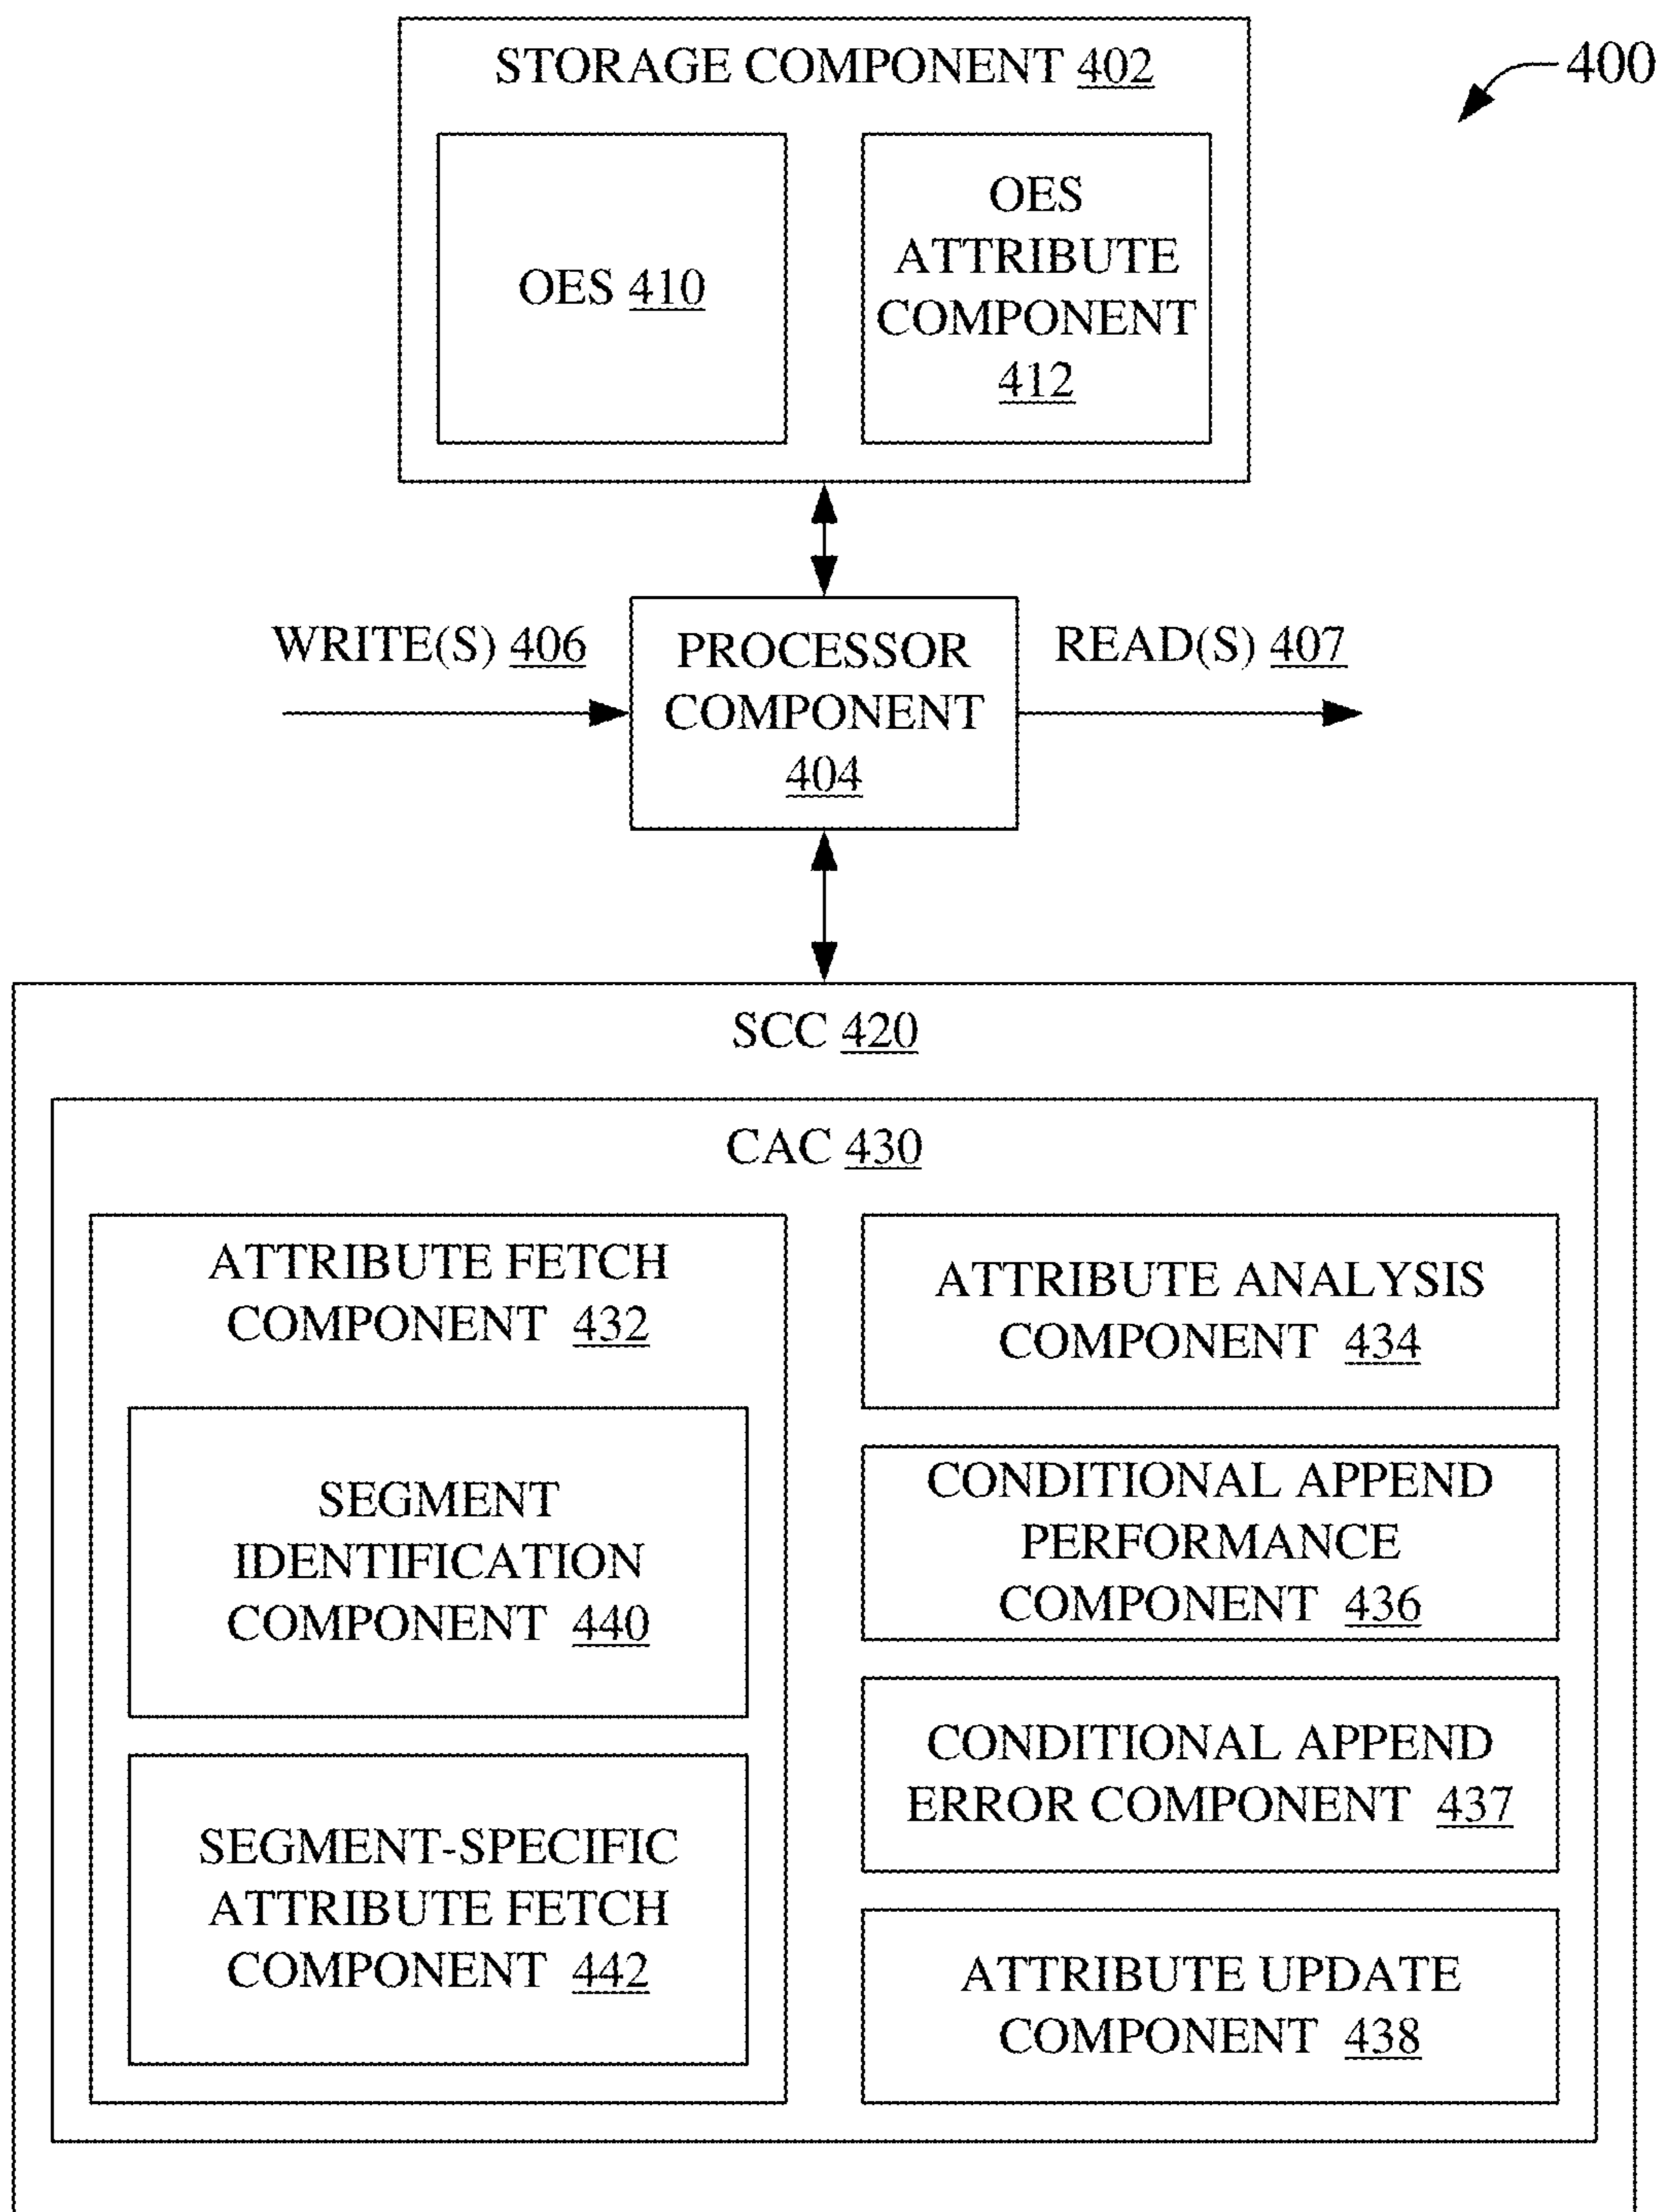 STORAGE COMPONENT 402
400
OES 410
OES
ATTRIBUTE
COMPONENT
412
WRITE(S) 406
PROCESSOR
COMPONENT
404
READ(S) 407
SCC 420
CAC 430
ATTRIBUTE FETCH
COMPONENT 432
SEGMENT
IDENTIFICATION
COMPONENT 440
SEGMENT-SPECIFIC
ATTRIBUTE FETCH
COMPONENT 442
ATTRIBUTE ANALYSIS
COMPONENT 434
CONDITIONAL APPEND
PERFORMANCE
COMPONENT 436
CONDITIONAL APPEND
ERROR COMPONENT 437
ATTRIBUTE UPDATE
COMPONENT 438